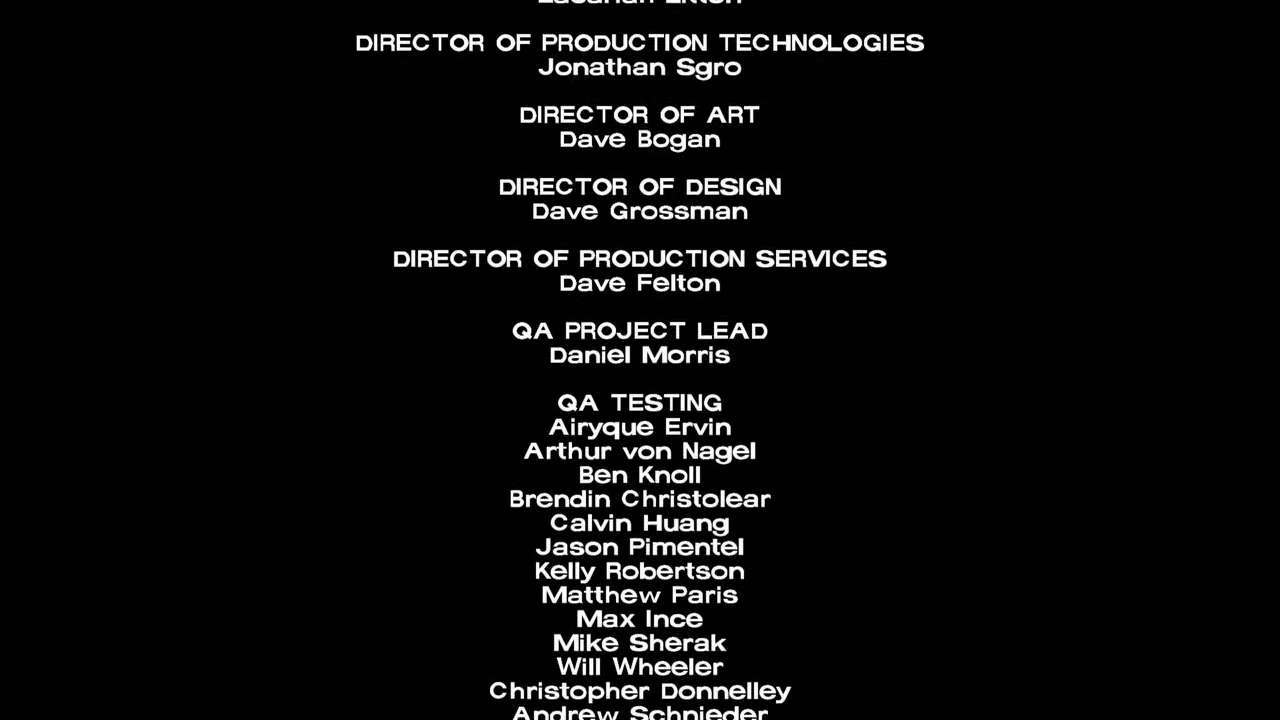 DIRECTOR OF PRODUCTION TECHNOLOGIES
Jonathan Sgro
DIRECTOR OF ART
Dave Bogan
DIRECTOR OF DESIGN
Dave Grossman
DIRECTOR OF PRODUCTION SERVICES
Dave Felton
QA PROJECT LEAD
Daniel Morris
QA TESTING
Airyque Ervin
Arthur von Nagel
Ben Knoll
Brendin Christolear
Calvin Huang
Jason Pimentel
Kelly Robertson
Matthew Paris
Max Ince
Mike Sherak
Will Wheeler
Christopher Donnelley
Andrew Schnieder